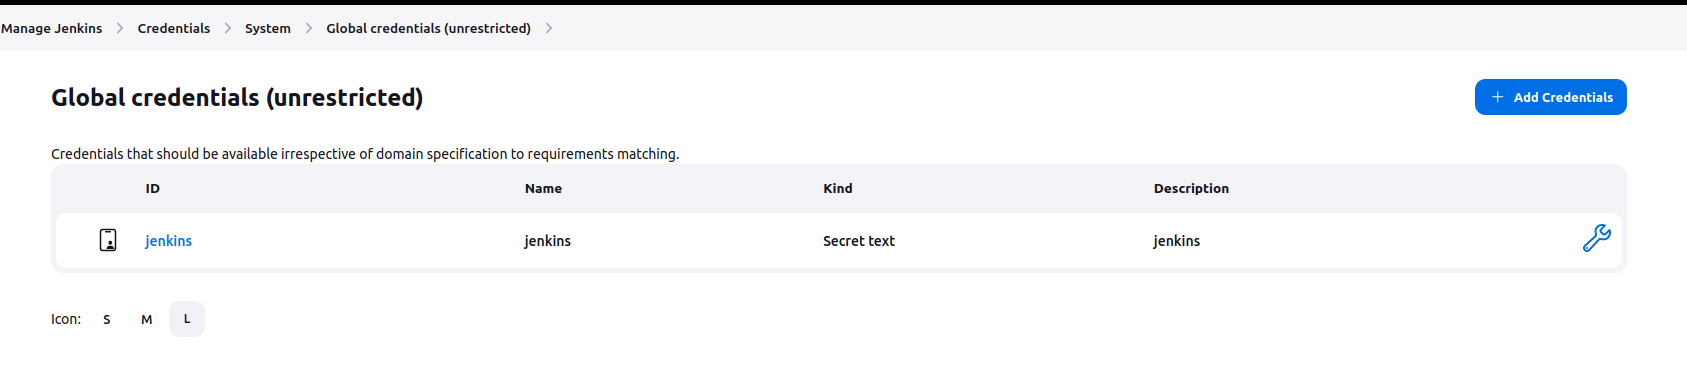 Manage Jenkins > Credentials > System > Global credentials (unrestricted) >
Global credentials (unrestricted)
+ Add Credentials
Credentials that should be available irrespective of domain specification to requirements matching.
ID Name Kind Description
jenkins jenkins Secret text jenkins
Icon: S M L